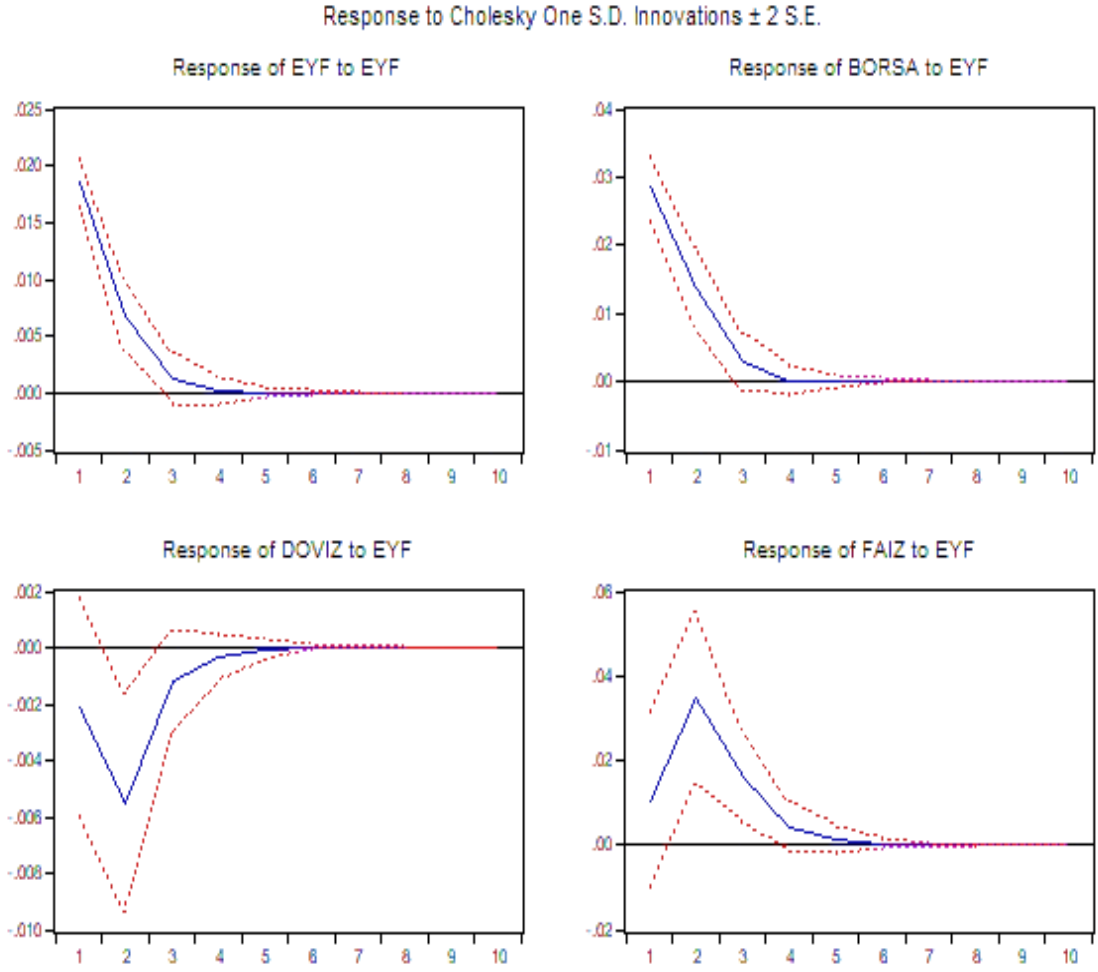 Response to Cholesky One S.D. Innovations ± 2 S.E.
Response of EYF to EYF
.025
.020
.015
.010
.005
.000
-.005
1 2 3 4 5 6 7 8 9 10
Response of BORSA to EYF
.04
.03
.02
.01
.00
-.01
1 2 3 4 5 6 7 8 9 10
Response of DOVIZ to EYF
.002
.000
-.002
-.004
-.006
-.008
-.010
1 2 3 4 5 6 7 8 9 10
Response of FAIZ to EYF
.06
.04
.02
.00
-.02
1 2 3 4 5 6 7 8 9 10